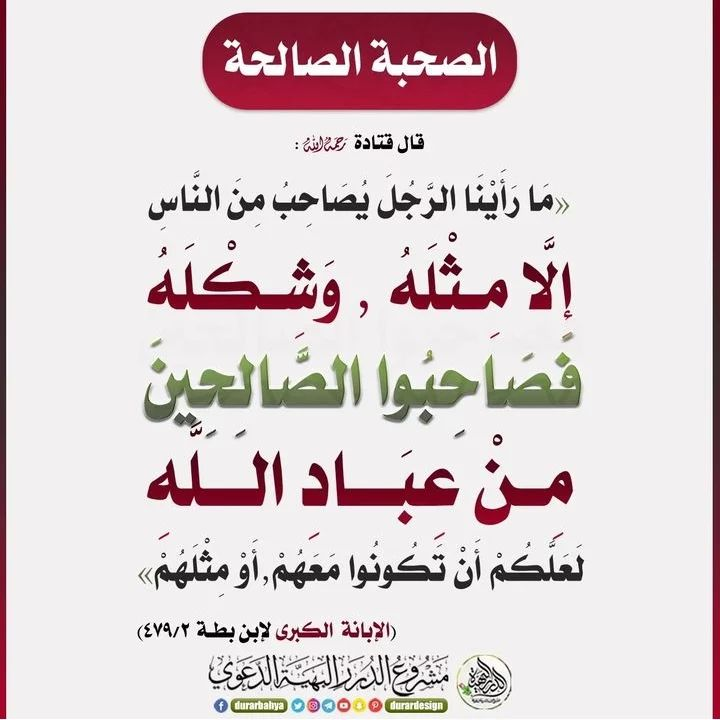 الصحبة الصالحة
قال قتادة رحمه الله :
«مَا رَأَيْنَا الرَّجُلَ يُصَاحِبُ مِنَ النَّاسِ
إِلَّا مِثْلَهُ , وَشَكْلَهُ
فَصَاحِبُوا الصَّالِحِينَ
مِنْ عِبَادِ اللَّهِ
لَعَلَّكُمْ أَنْ تَكُونُوا مَعَهُمْ, أَوْ مِثْلَهُمْ»
(الإبانة الكبرى لابن بطة ٤٧٩/٢)
مشروع الدرر البهية الدعوي
durarbahya durardesign